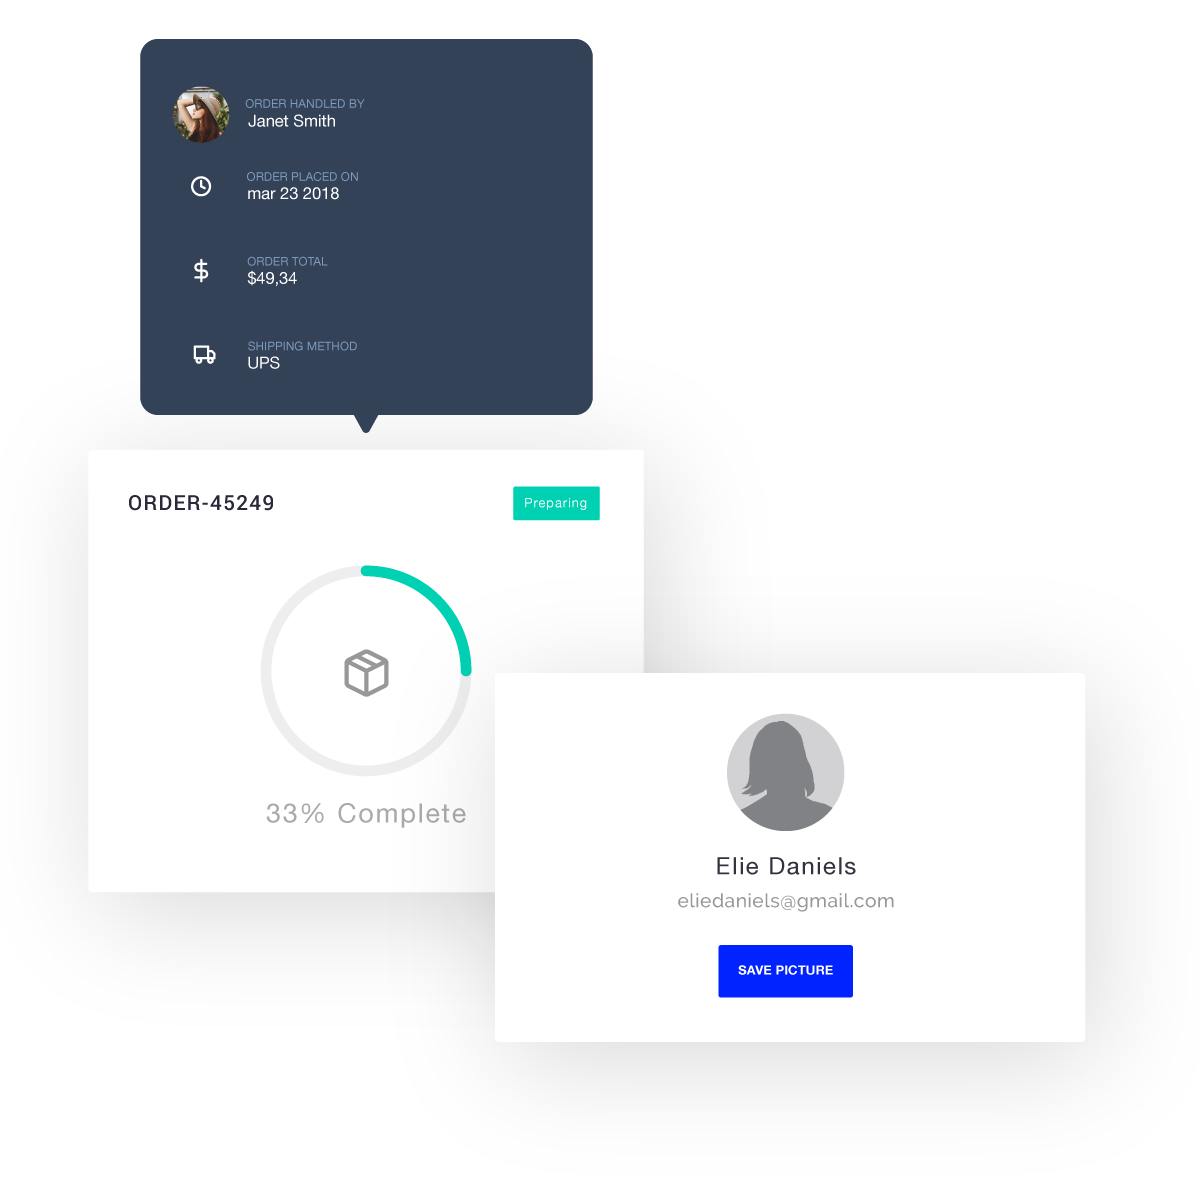 ORDER HANDLED BY
Janet Smith
ORDER PLACED ON
mar 23 2018
ORDER TOTAL
$49,34
SHIPPING METHOD
UPS
ORDER-45249
Preparing
33% Complete
Elie Daniels
eliedaniels@gmail.com
SAVE PICTURE